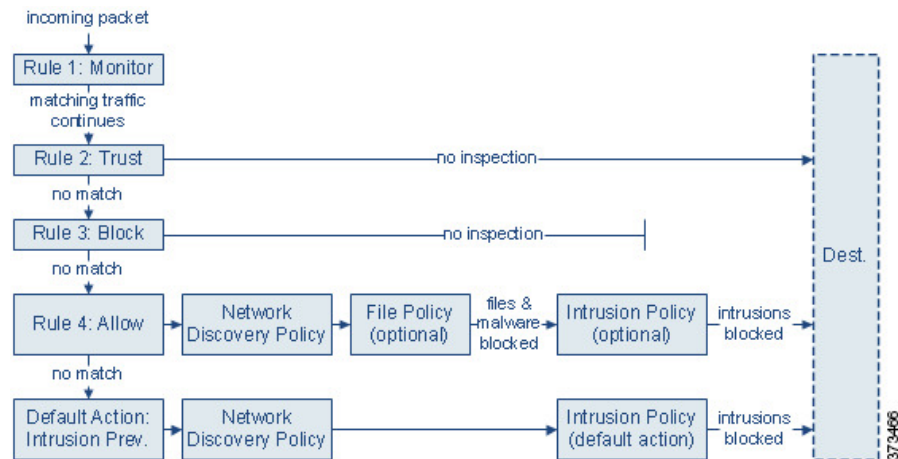 incoming packet
Rule 1: Monitor
matching traffic
continues
Rule 2: Trust
no inspection
no match
Rule 3: Block
no inspection
no match
Dest.
Rule 4: Allow
Network
Discovery Policy
File Policy
(optional)
files &
malware
blocked
Intrusion Policy
(optional)
intrusions
blocked
no match
Default Action:
Intrusion Prev.
Network
Discovery Policy
Intrusion Policy
(default action)
intrusions
blocked
373466